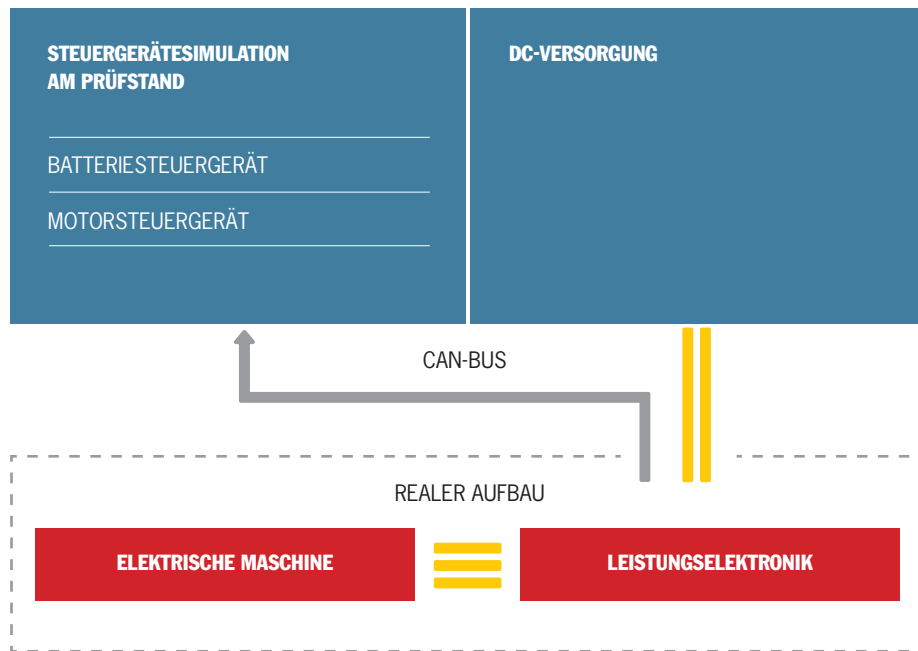 STEUERGERÄTESIMULATION
AM PRÜFSTAND
BATTERIESTEUERGERÄT
MOTORSTEUERGERÄT
DC-VERSORGUNG
CAN-BUS
REALER AUFBAU
ELEKTRISCHE MASCHINE
LEISTUNGSELEKTRONIK